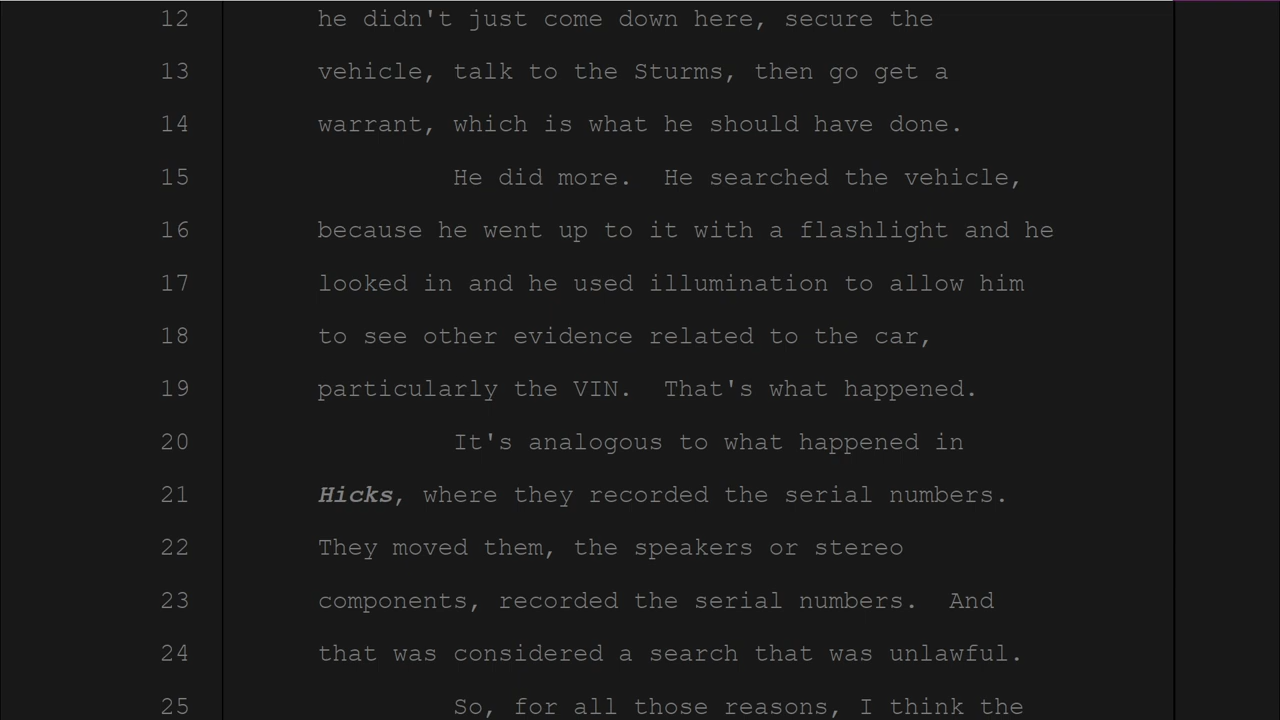 12 he didn't just come down here, secure the
13 vehicle, talk to the Sturms, then go get a
14 warrant, which is what he should have done.
15 He did more.  He searched the vehicle,
16 because he went up to it with a flashlight and he
17 looked in and he used illumination to allow him
18 to see other evidence related to the car,
19 particularly the VIN.  That's what happened.
20 It's analogous to what happened in
21 Hicks, where they recorded the serial numbers.
22 They moved them, the speakers or stereo
23 components, recorded the serial numbers.  And
24 that was considered a search that was unlawful.
25 So, for all those reasons, I think the